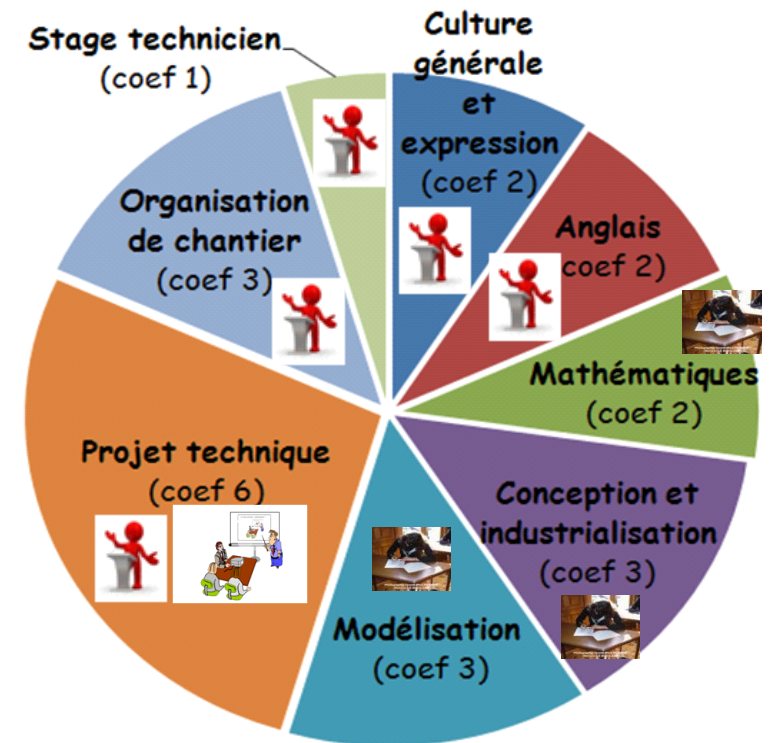 Stage technicien
(coef 1)
Culture
générale
et
expression
(coef 2)
Anglais
coef 2)
Mathématiques
(coef 2)
Conception et
industrialisation
(coef 3)
Modélisation
(coef 3)
Projet technique
(coef 6)
Organisation
de chantier
(coef 3)